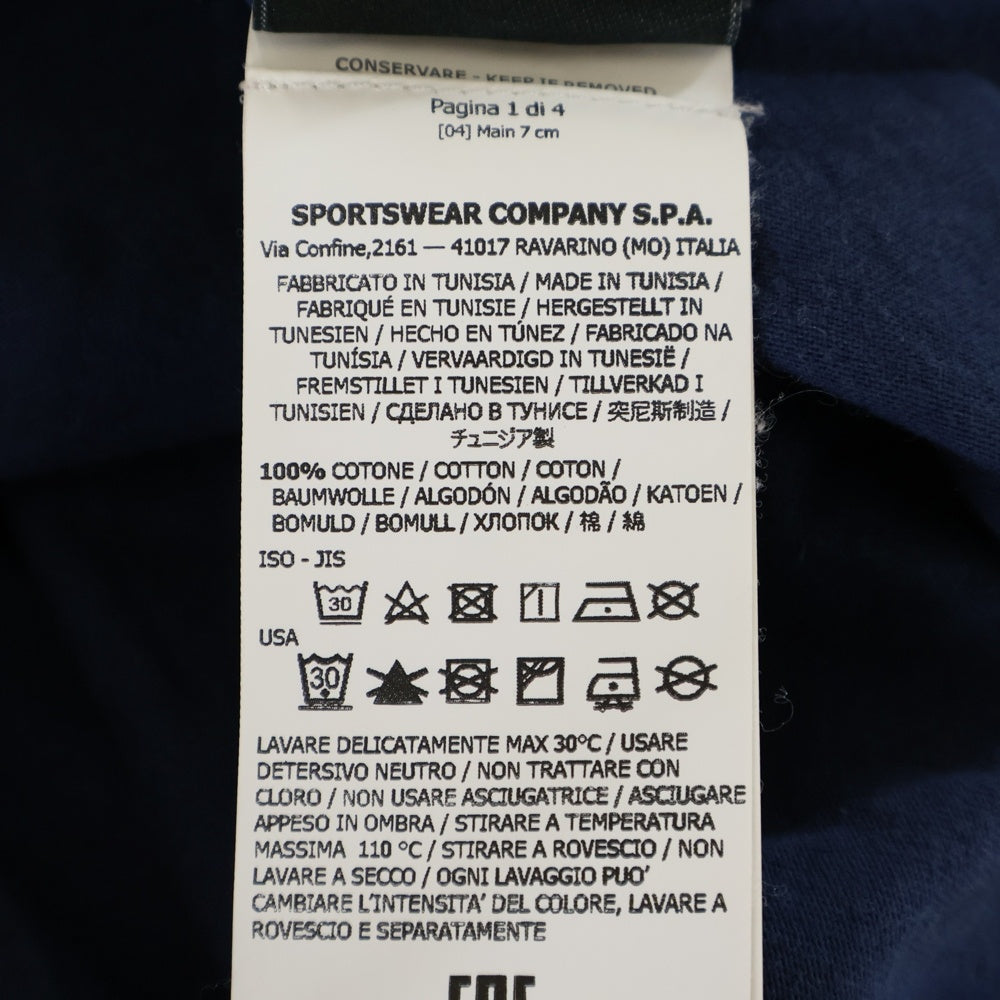 CONSERVARE - KEEP IE REMOVED
Pagina 1 di 4
[04] Main 7 cm
SPORTSWEAR COMPANY S.P.A.
Via Confine,2161 — 41017 RAVARINO (MO) ITALIA
FABBRICATO IN TUNISIA / MADE IN TUNISIA /
FABRIQUÉ EN TUNISIE / HERGESTELLT IN
TUNESIEN / HECHO EN TÚNEZ / FABRICADO NA
TUNÍSIA / VERVAARDIGD IN TUNESIË /
FREMSTILLET I TUNESIEN / TILLVERKAD I
TUNISIEN / СДЕЛАНО В ТУНИСЕ / 突尼斯制造 /
チュニジア製
100% COTONE / COTTON / COTON /
BAUMWOLLE / ALGODÓN / ALGODÃO / KATOEN /
BOMULD / BOMULL / ХЛОПОК / 棉 / 綿
ISO - JIS
30
USA
30
LAVARE DELICATAMENTE MAX 30°C / USARE
DETERSIVO NEUTRO / NON TRATTARE CON
CLORO / NON USARE ASCIUGATRICE / ASCIUGARE
APPESO IN OMBRA / STIRARE A TEMPERATURA
MASSIMA 110 °C / STIRARE A ROVESCIO / NON
LAVARE A SECCO / OGNI LAVAGGIO PUO'
CAMBIARE L'INTENSITA' DEL COLORE, LAVARE A
ROVESCIO E SEPARATAMENTE